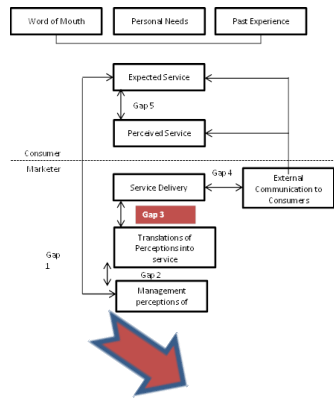 Word of Mouth
Personal Needs
Past Experience
Expected Service
Gap 5
Perceived Service
Consumer
Marketer
Gap 4
Service Delivery
External
Communication to
Consumers
Gap 3
Translations of
Perceptions into
service
Gap
1
Gap 2
Management
perceptions of